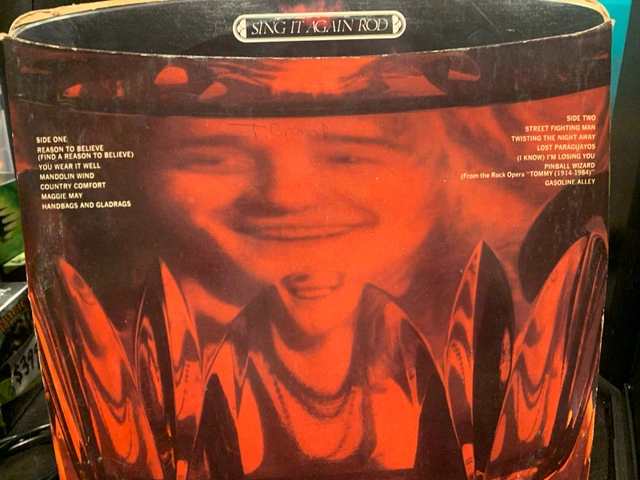 SING IT AGAIN ROD
SIDE ONE
REASON TO BELIEVE
(FIND A REASON TO BELIEVE)
YOU WEAR IT WELL
MANDOLIN WIND
COUNTRY COMFORT
MAGGIE MAY
HANDBAGS AND GLADRAGS
SIDE TWO
STREET FIGHTING MAN
TWISTING THE NIGHT AWAY
LOST PARAGUAYOS
(I KNOW) I'M LOSING YOU
PINBALL WIZARD
(From the Rock Opera "TOMMY (1914-1984)"
GASOLINE ALLEY